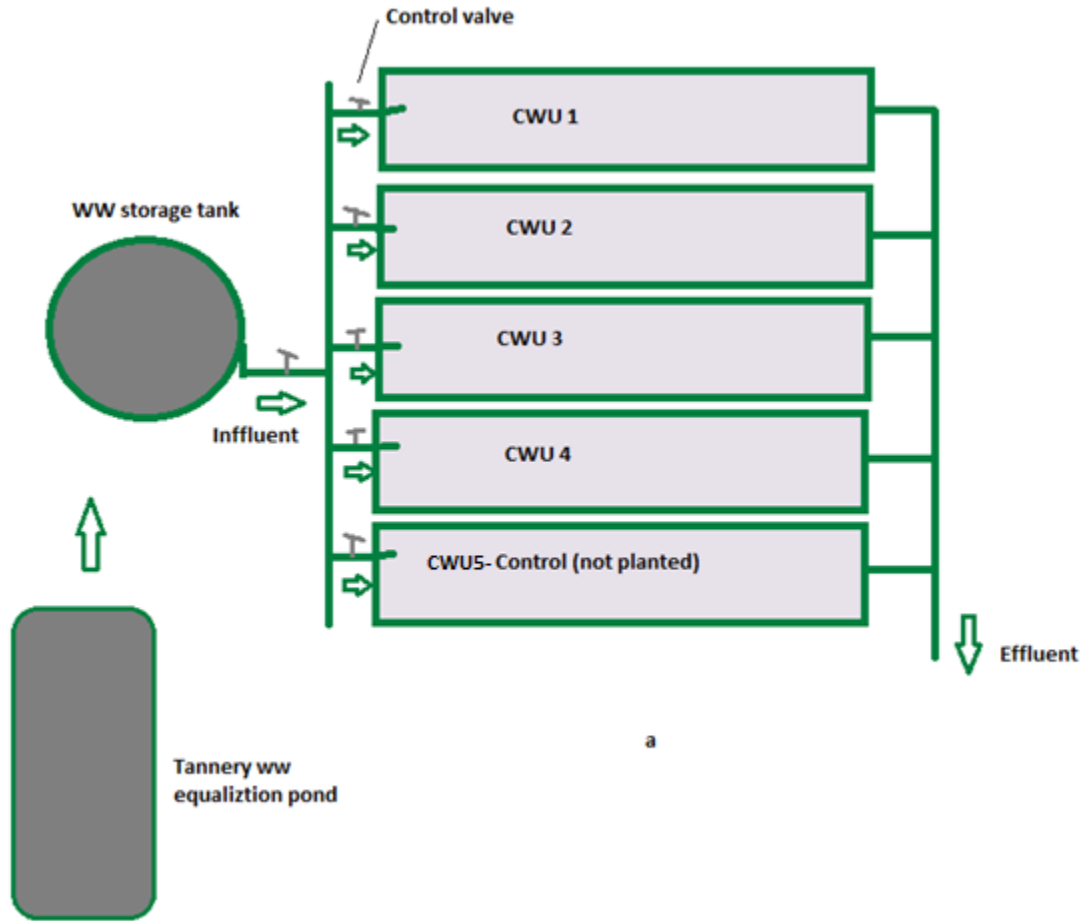 Control valve
CWU 1
WW storage tank
CWU 2
CWU 3
Inffluent
CWU 4
CWU5- Control (not planted)
Effluent
a
Tannery ww
equaliztion pond